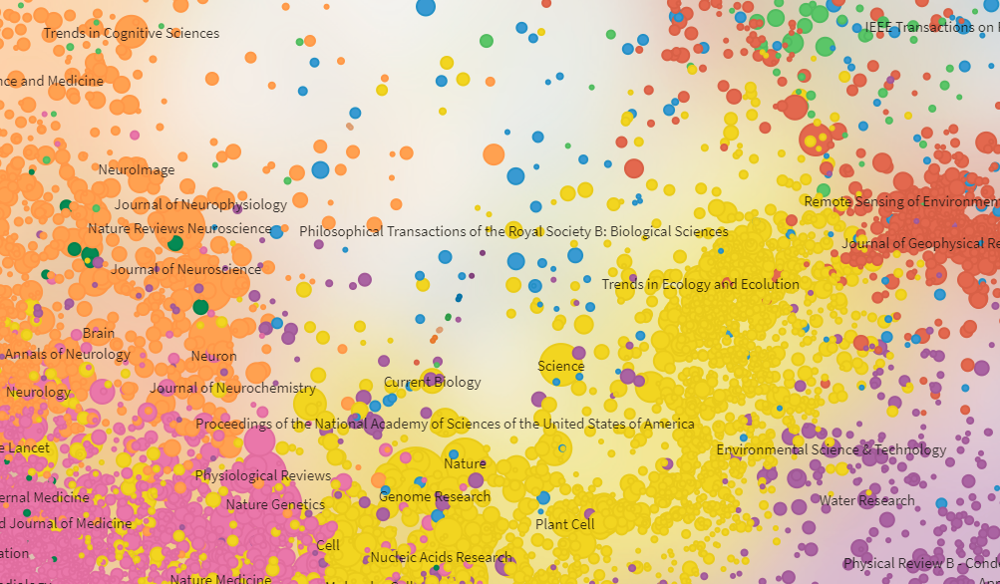 IEEE Transactions on
Trends in Cognitive Sciences
nce and Medicine
NeuroImage
Remote Sensing of Environmen
Journal of Neurophysiology
Nature Reviews Neuroscience
Philosophical Transactions of the Royal Society B: Biological Sciences
Journal of Geophysical Re
Journal of Neuroscience
Trends in Ecology and Ecolution
Brain
Annals of Neurology
Neuron
Science
Current Biology
Neurology
Journal of Neurochemistry
Proceedings of the National Academy of Sciences of the United States of America
e Lancet
Environmental Science & Technology
Nature
Physiological Reviews
ernal Medicine
Genome Research
Water Research
Nature Genetics
d Journal of Medicine
Plant Cell
Cell
ation
Nucleic Acids Research
Physical Review B - Cond
Nature Medicine